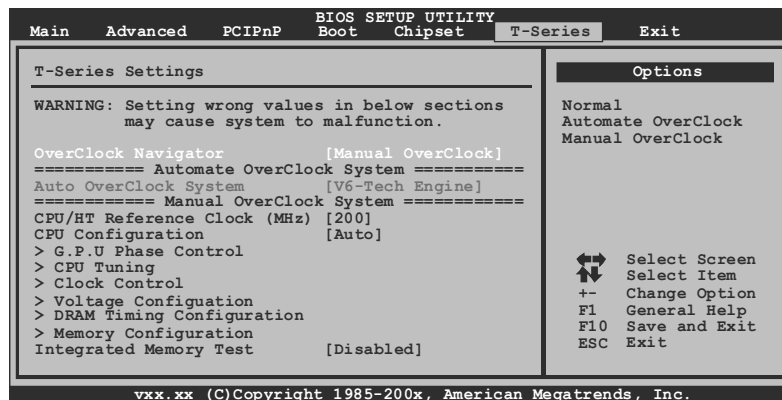 BIOS SETUP UTILITY
Main Advanced PCIPnP Boot Chipset T-Series Exit
T-Series Settings
WARNING: Setting wrong values in below sections
may cause system to malfunction.
OverClock Navigator [Manual OverClock]
=========== Automate OverClock System ===========
Auto OverClock System [V6-Tech Engine]
============ Manual OverClock System ============
CPU/HT Reference Clock (MHz) [200]
CPU Configuration [Auto]
> G.P.U Phase Control
> CPU Tuning
> Clock Control
> Voltage Configuation
> DRAM Timing Configuration
> Memory Configuration
Integrated Memory Test [Disabled]
Options
Normal
Automate OverClock
Manual OverClock
Select Screen
Select Item
+- Change Option
F1 General Help
F10 Save and Exit
ESC Exit
vxx.xx (C)Copyright 1985-200x, American Megatrends, Inc.